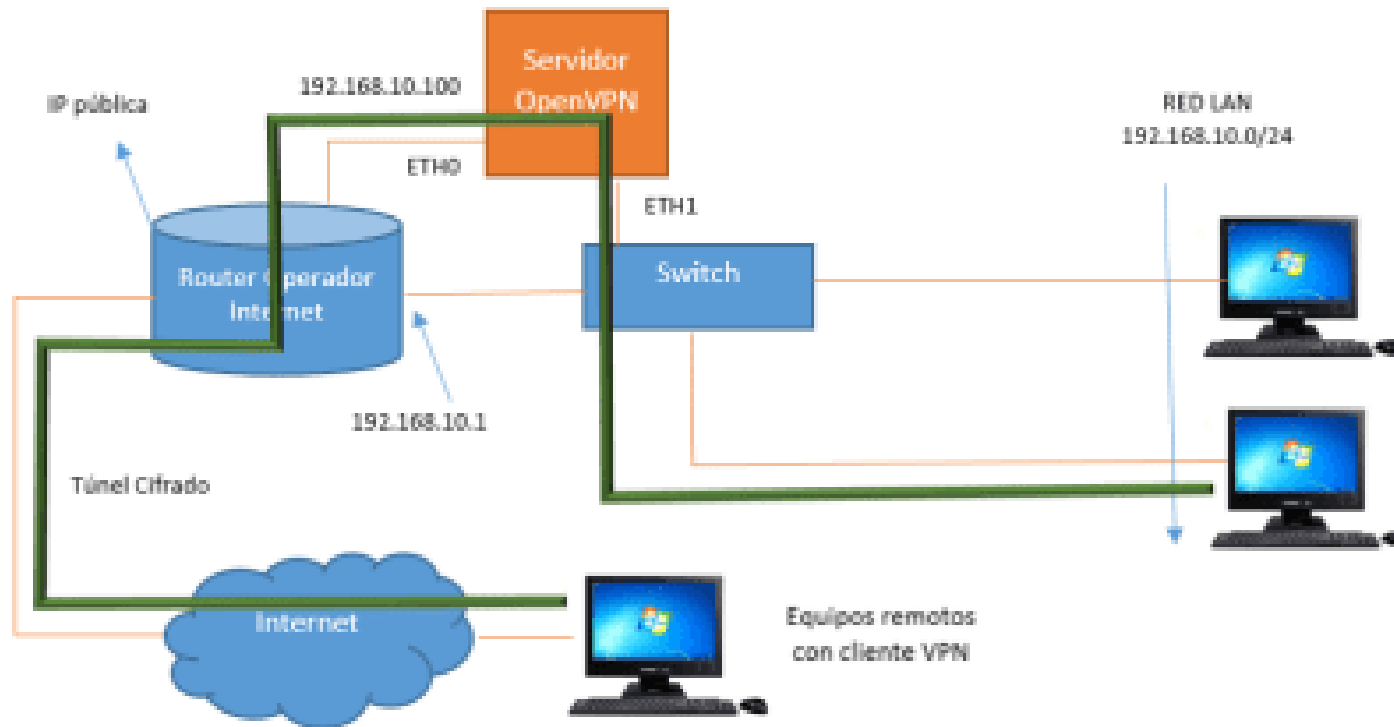 Servidor
OpenVPN
192.168.10.100
IP pública
RED LAN
192.168.10.0/24
ETH0
ETH1
Router Operador
Internet
Switch
192.168.10.1
Túnel Cifrado
Internet
Equipos remotos
con cliente VPN